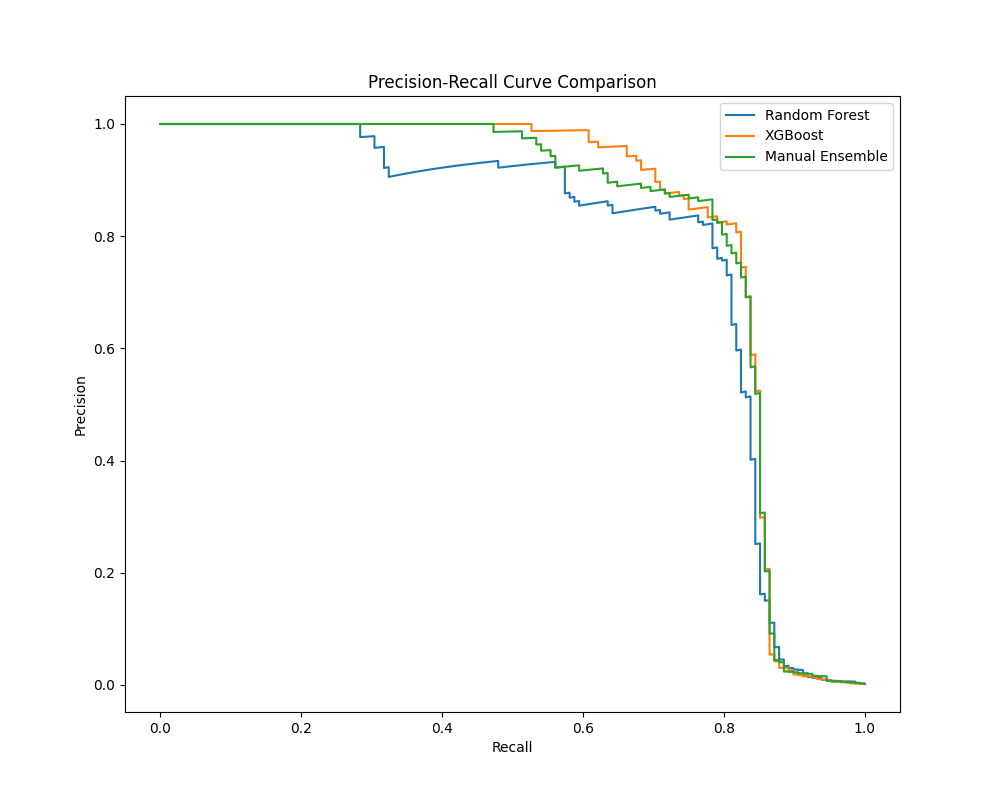 Precision-Recall Curve Comparison
Random Forest
XGBoost
Manual Ensemble
1.0
0.8
0.6
0.4
0.2
0.0
Precision
0.0 0.2 0.4 0.6 0.8 1.0
Recall